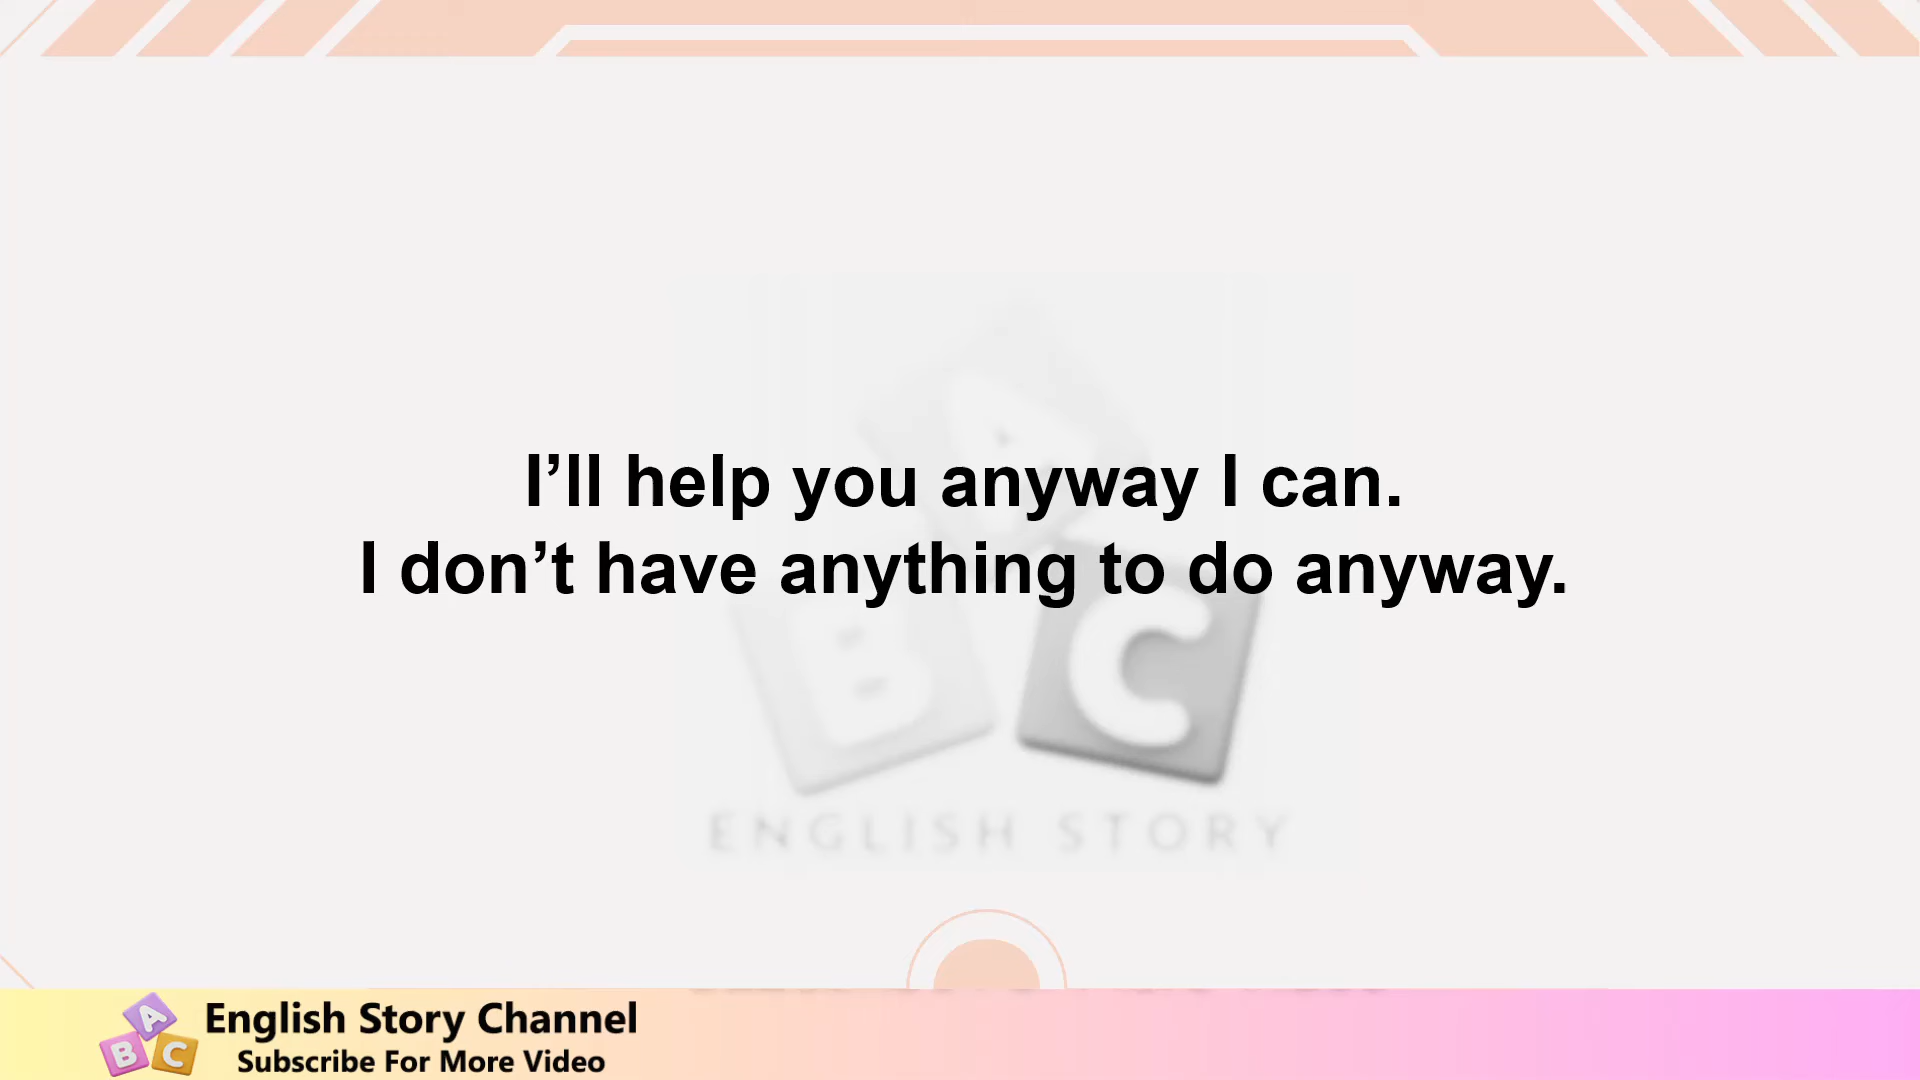 I’ll help you anyway I can.
I don’t have anything to do anyway.
A
B
C
ENGLISH STORY
A
B
C
English Story Channel
Subscribe For More Video